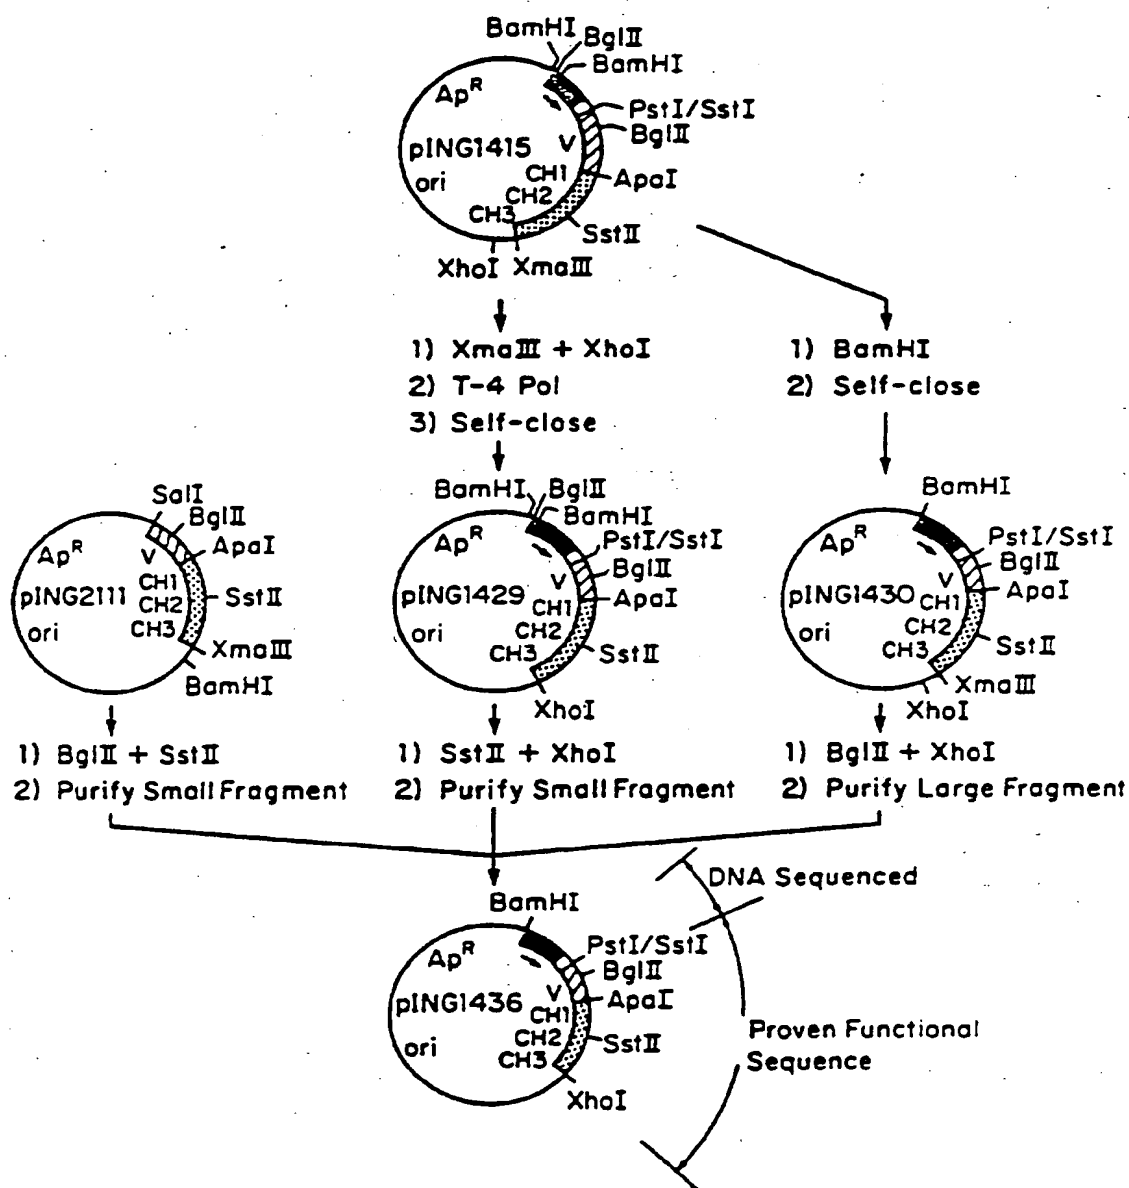 BamHI
BglII
BamHI
Ap^R
PstI/SstI
BglII
pING1415
V
CH1
ApaI
ori
CH2
CH3
SstII
XhoI XmaIII
1) XmaIII + XhoI
2) T-4 Pol
3) Self-close
1) BamHI
2) Self-close
SalI
BglII
Ap^R
V
ApaI
CH1
pING2111
CH2
SstII
ori
CH3
XmaIII
BamHI
1) BglII + SstII
2) Purify Small Fragment
BamHI
BglII
BamHI
Ap^R
PstI/SstI
V
BglII
pING1429
CH1
ApaI
ori
CH2
CH3
SstII
XhoI
1) SstII + XhoI
2) Purify Small Fragment
BamHI
Ap^R
PstI/SstI
V
BglII
ApaI
pING1430
CH1
ori
CH2
CH3
SstII
XmaIII
XhoI
1) BglII + XhoI
2) Purify Large Fragment
BamHI
DNA Sequenced
Ap^R
PstI/SstI
BglII
V
ApaI
pING1436
CH1
ori
CH2
SstII
CH3
XhoI
Proven Functional
Sequence